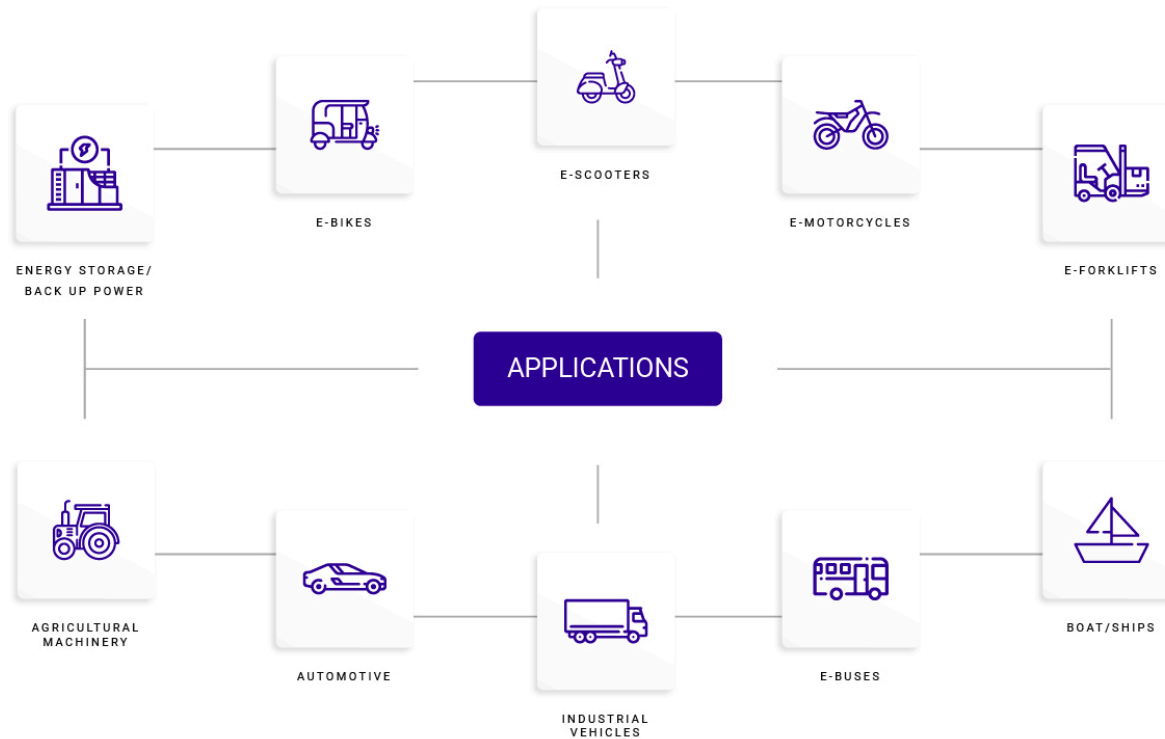 E-SCOOTERS
E-BIKES
E-MOTORCYCLES
ENERGY STORAGE/
BACK UP POWER
E-FORKLIFTS
APPLICATIONS
AGRICULTURAL
MACHINERY
BOAT/SHIPS
AUTOMOTIVE
E-BUSES
INDUSTRIAL
VEHICLES